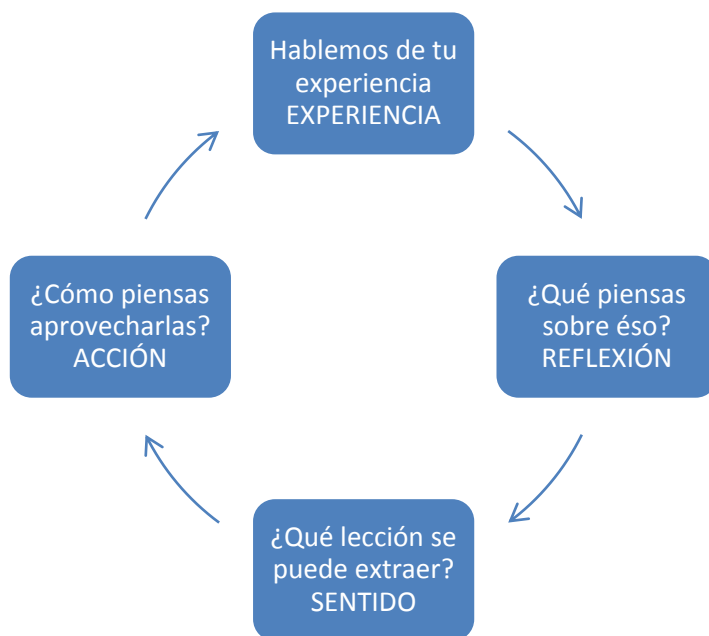 Hablemos de tu
experiencia
EXPERIENCIA
¿Qué piensas
sobre éso?
REFLEXIÓN
¿Qué lección se
puede extraer?
SENTIDO
¿Cómo piensas
aprovecharlas?
ACCIÓN